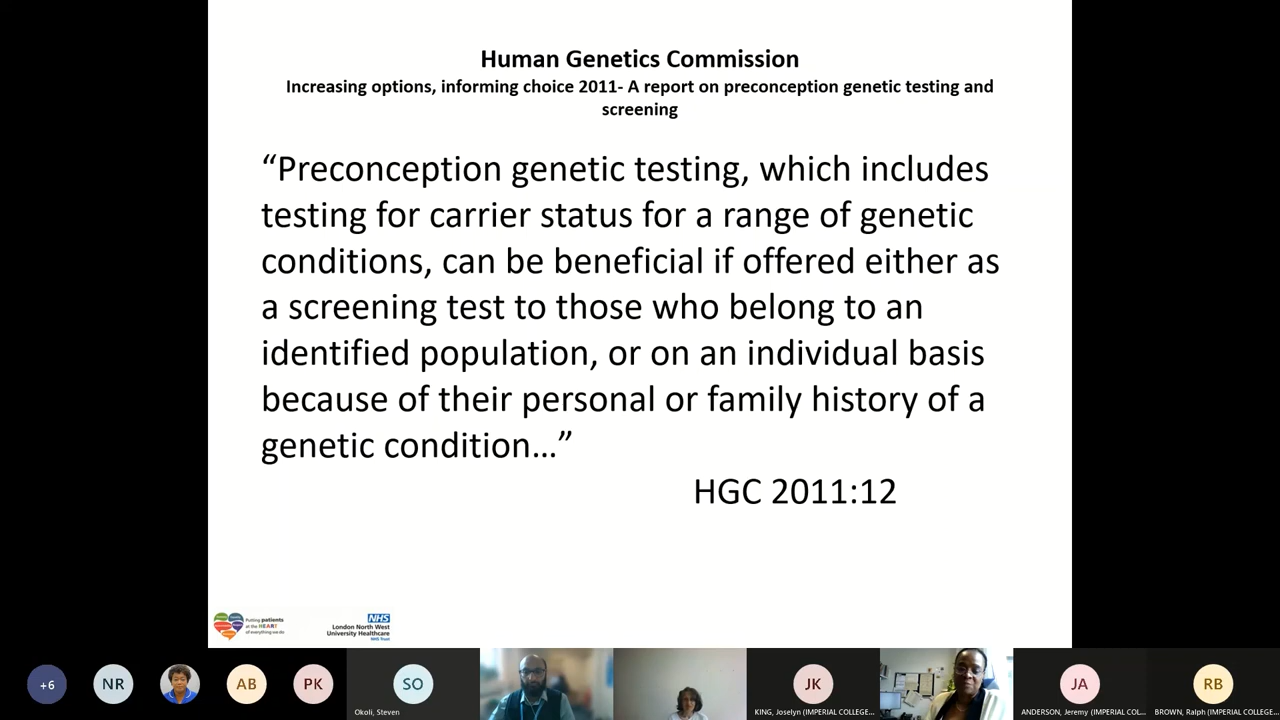 Human Genetics Commission
Increasing options, informing choice 2011- A report on preconception genetic testing and
screening
“Preconception genetic testing, which includes
testing for carrier status for a range of genetic
conditions, can be beneficial if offered either as
a screening test to those who belong to an
identified population, or on an individual basis
because of their personal or family history of a
genetic condition…”
HGC 2011:12
Putting patients
at the HEART
of everything we do
NHS
London North West
University Healthcare
NHS Trust
+6
NR
AB
PK
SO
Okoli, Steven
JK
KING, Joselyn (IMPERIAL COLLEGE...
JA
ANDERSON, Jeremy (IMPERIAL COL...
RB
BROWN, Ralph (IMPERIAL COLLEGE...